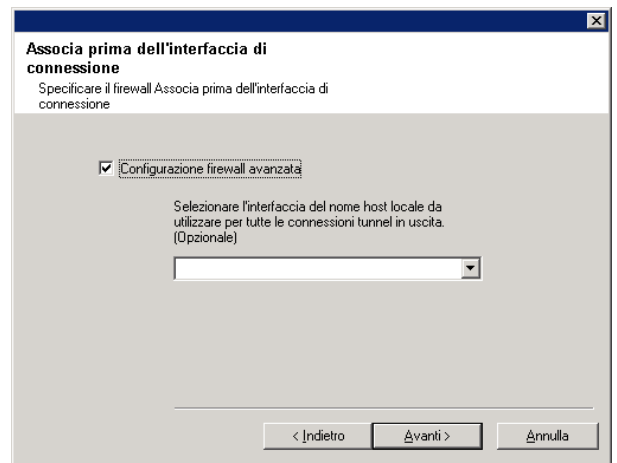 Associa prima dell'interfaccia di
connessione
Specificare il firewall Associa prima dell'interfaccia di
connessione
Configurazione firewall avanzata
Selezionare l'interfaccia del nome host locale da
utilizzare per tutte le connessioni tunnel in uscita.
(Opzionale)
< Indietro
Avanti >
Annulla